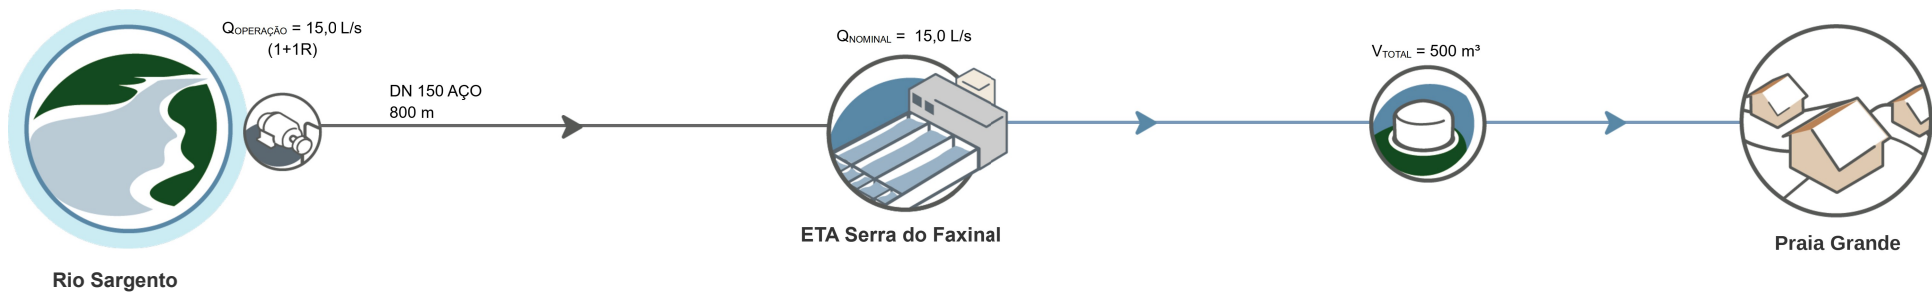 QOPERAÇÃO = 15,0 L/s
(1+1R)
DN 150 AÇO
800 m
QNOMINAL = 15,0 L/s
VTOTAL = 500 m³
ETA Serra do Faxinal
Praia Grande
Rio Sargento